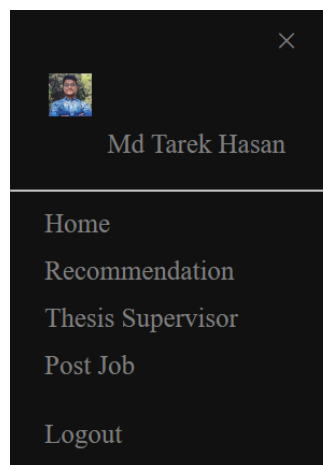 ×
Md Tarek Hasan
Home
Recommendation
Thesis Supervisor
Post Job
Logout